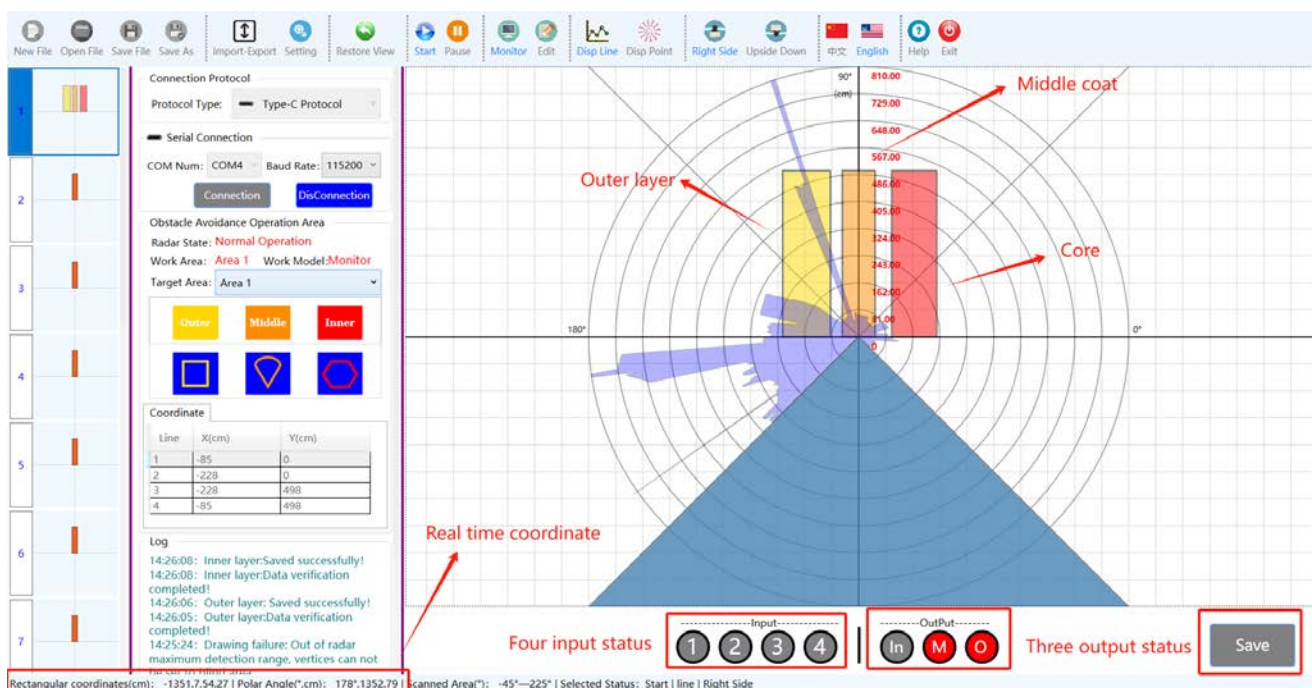 New File Open File Save File Save As Import-Export Setting Restore View Start Pause Monitor Edit Disp Line Disp Point Right Side Upside Down 中文 English Help Exit
1
2
3
4
5
6
7
Connection Protocol
Protocol Type: Type-C Protocol
Serial Connection
COM Num: COM4 Baud Rate: 115200
Connection DisConnection
Obstacle Avoidance Operation Area
Radar State: Normal Operation
Work Area: Area 1 Work Model:Monitor
Target Area: Area 1
Outer Middle Inner
Coordinate
Line X(cm) Y(cm)
1 -85 0
2 -228 0
3 -228 498
4 -85 498
Log
14:26:08: Inner layer:Saved successfully!
14:26:08: Inner layer:Data verification
completed!
14:26:06: Outer layer: Saved successfully!
14:26:05: Outer layer:Data verification
completed!
14:25:24: Drawing failure: Out of radar
maximum detection range, vertices can not
be set to blind area
90° 810.00
(cm)
729.00
648.00
567.00
486.00
405.00
324.00
243.00
162.00
81.00
0
180°
0°
Middle coat
Outer layer
Core
Real time coordinate
Four input status
Input
1 2 3 4
OutPut
In M O
Three output status
Save
Rectangular coordinates(cm): -1351.7,54.27 | Polar Angle(°,cm): 178°,1352.79 | Scanned Area(°): -45°—225° | Selected Status: Start | line | Right Side